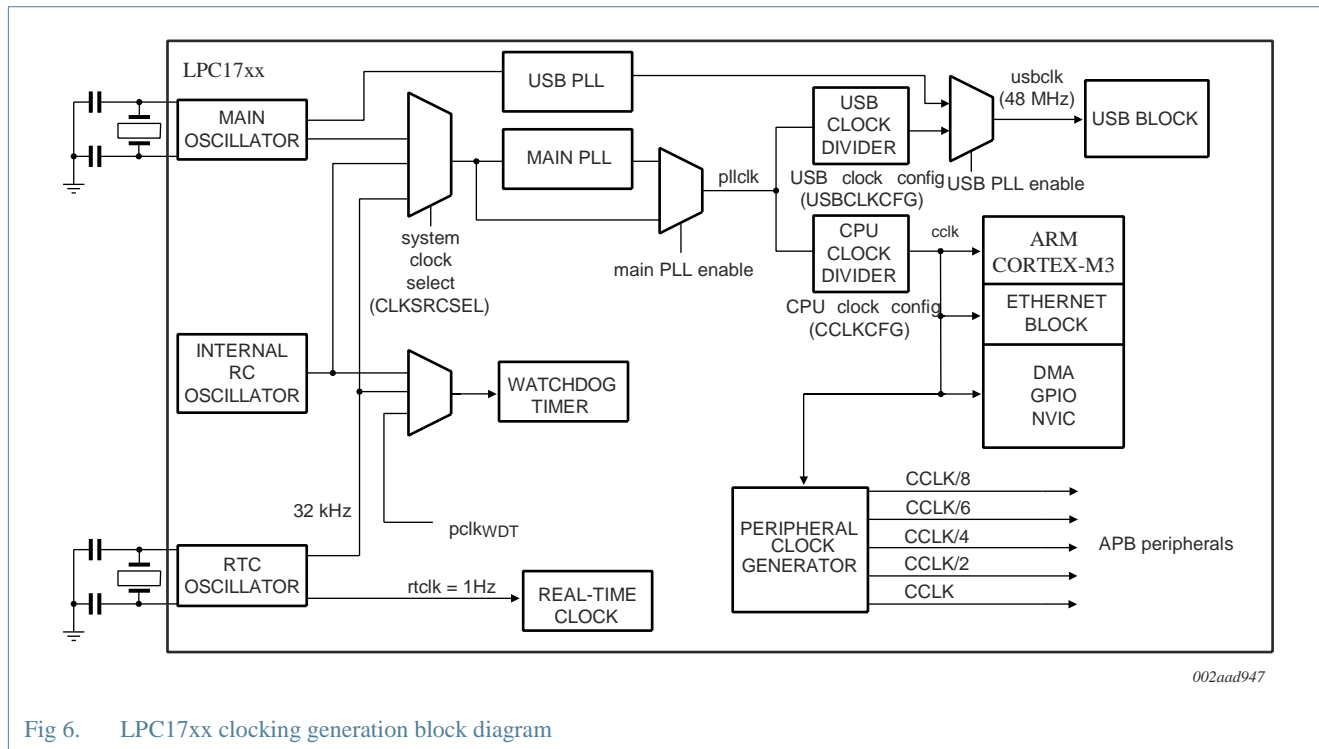 LPC17xx
MAIN
OSCILLATOR
USB PLL
MAIN PLL
system
clock
select
(CLKSRCSEL)
main PLL enable
pllclk
USB
CLOCK
DIVIDER
USB clock config
(USBCLKCFG)
USB PLL enable
usbclk
(48 MHz)
USB BLOCK
CPU
CLOCK
DIVIDER
CPU clock config
(CCLKCFG)
cclk
ARM
CORTEX-M3
ETHERNET
BLOCK
DMA
GPIO
NVIC
INTERNAL
RC
OSCILLATOR
WATCHDOG
TIMER
pclkWDT
32 kHz
RTC
OSCILLATOR
rtclk = 1Hz
REAL-TIME
CLOCK
PERIPHERAL
CLOCK
GENERATOR
CCLK/8
CCLK/6
CCLK/4
CCLK/2
CCLK
APB peripherals
002aad947
Fig 6. LPC17xx clocking generation block diagram